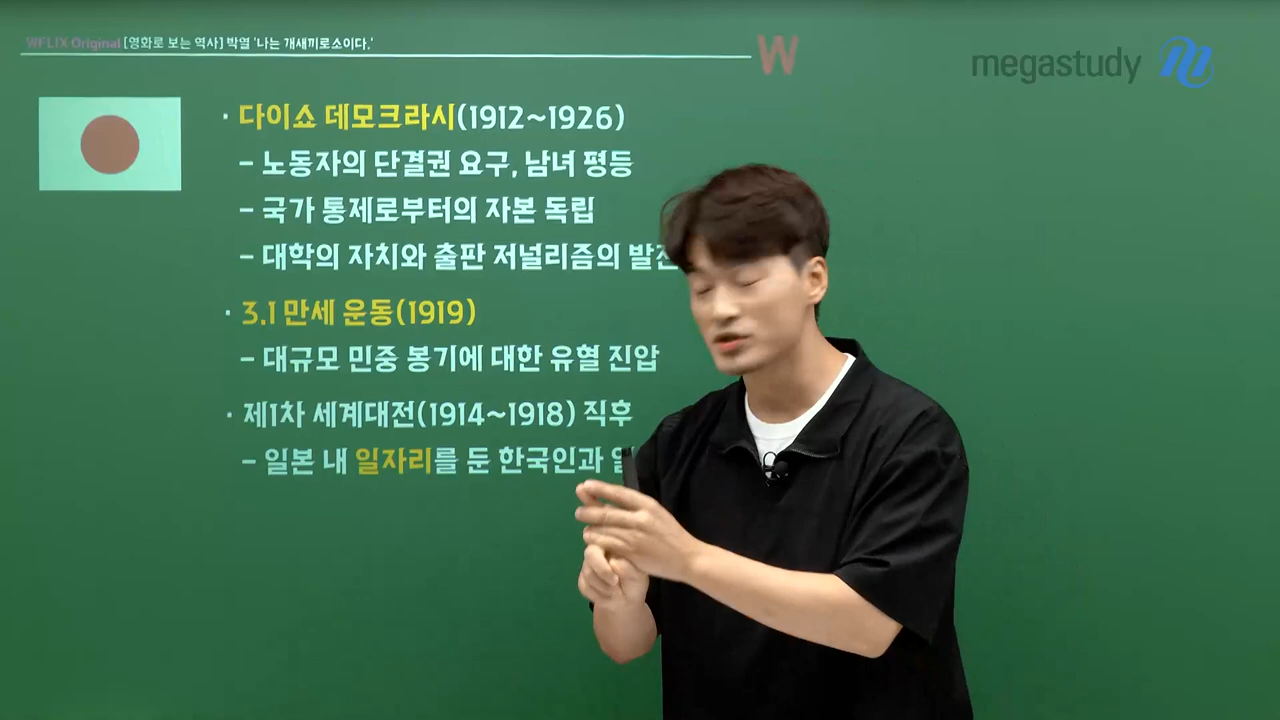 WFLIX Original [영화로 보는 역사] 박열 '나는 개새끼로소이다.'
W
megastudy
· 다이쇼 데모크라시(1912~1926)
- 노동자의 단결권 요구, 남녀 평등
- 국가 통제로부터의 자본 독립
- 대학의 자치와 출판 저널리즘의
· 3.1 만세 운동(1919)
- 대규모 민중 봉기에 대한 유혈 진압
· 제1차 세계대전(1914~1918) 직후
- 일본 내 일자리를 둔 한국인과